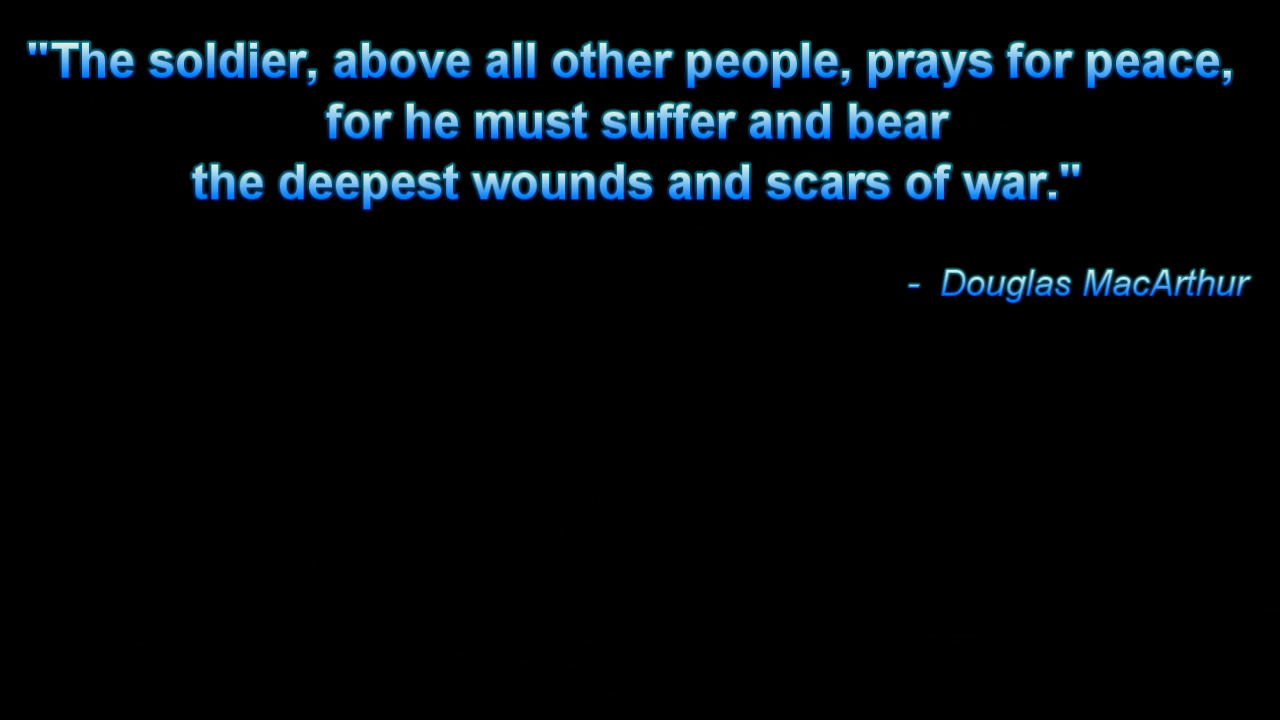 "The soldier, above all other people, prays for peace,
for he must suffer and bear
the deepest wounds and scars of war."
- Douglas MacArthur